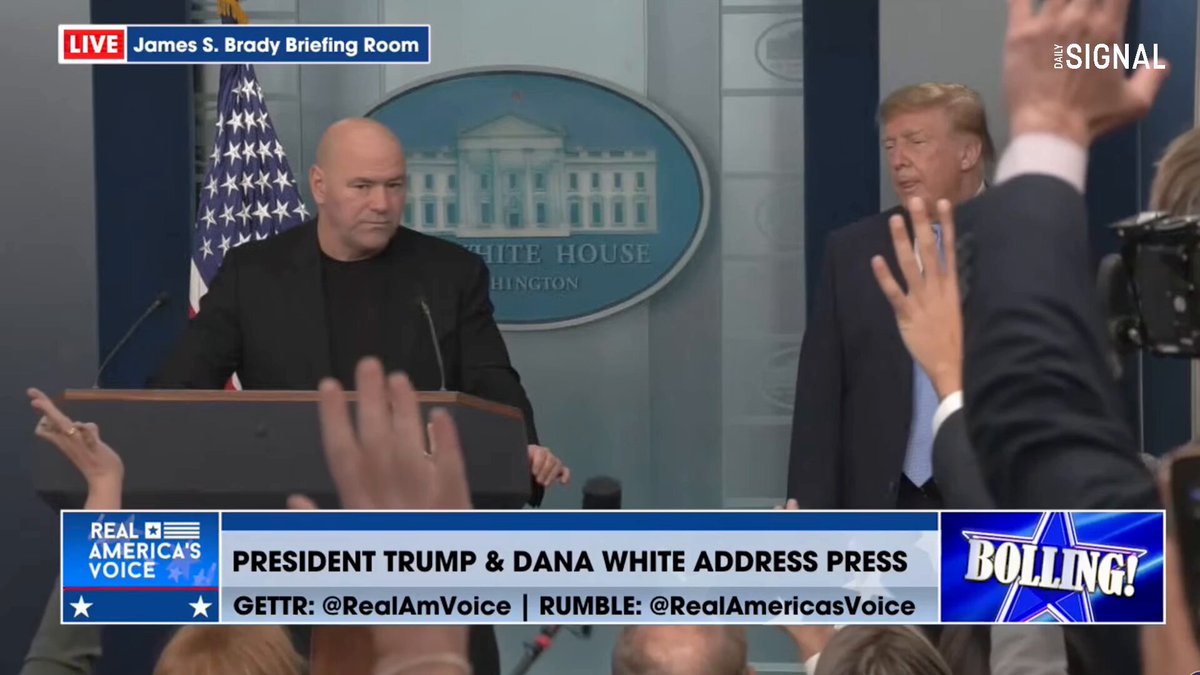 LIVE James S. Brady Briefing Room
DAILY SIGNAL
WHITE HOUSE
REAL
AMERICA'S
VOICE
PRESIDENT TRUMP & DANA WHITE ADDRESS PRESS
GETTR: @RealAmVoice | RUMBLE: @RealAmericasVoice
BOLLING!